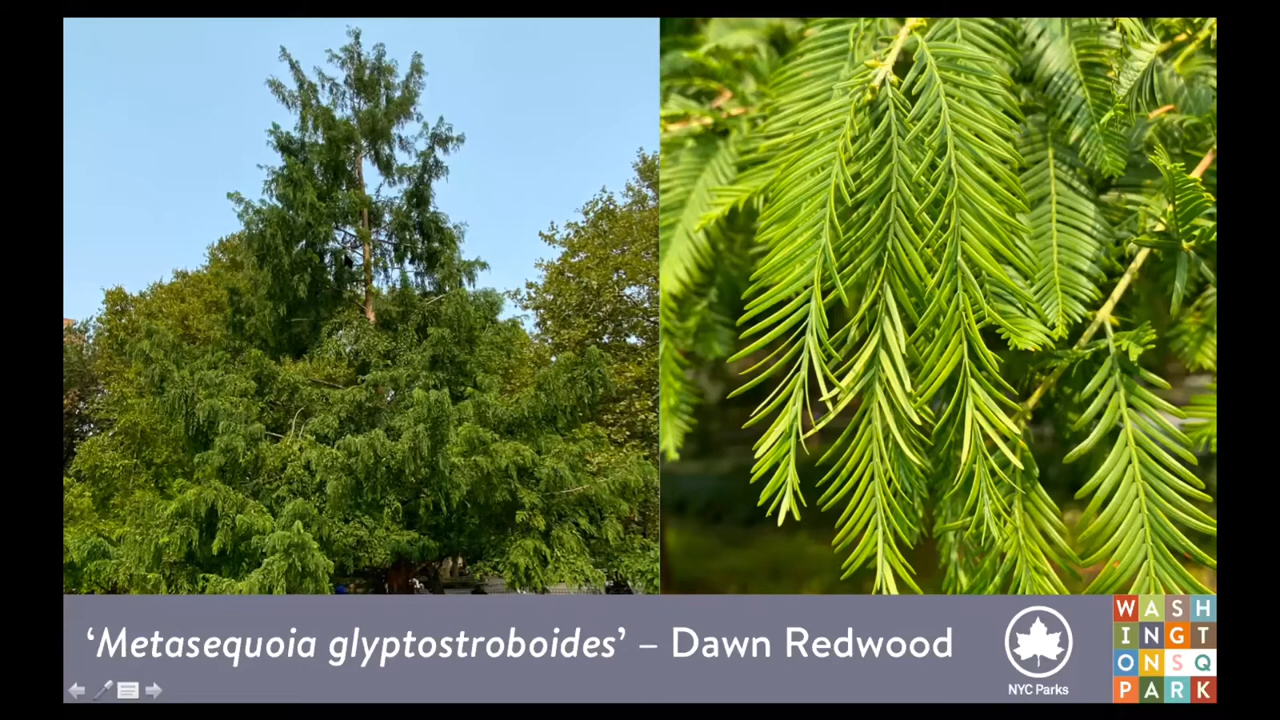 ‘Metasequoia glyptostroboides’ – Dawn Redwood
NYC Parks
WASH
INGT
ONSQ
PARK